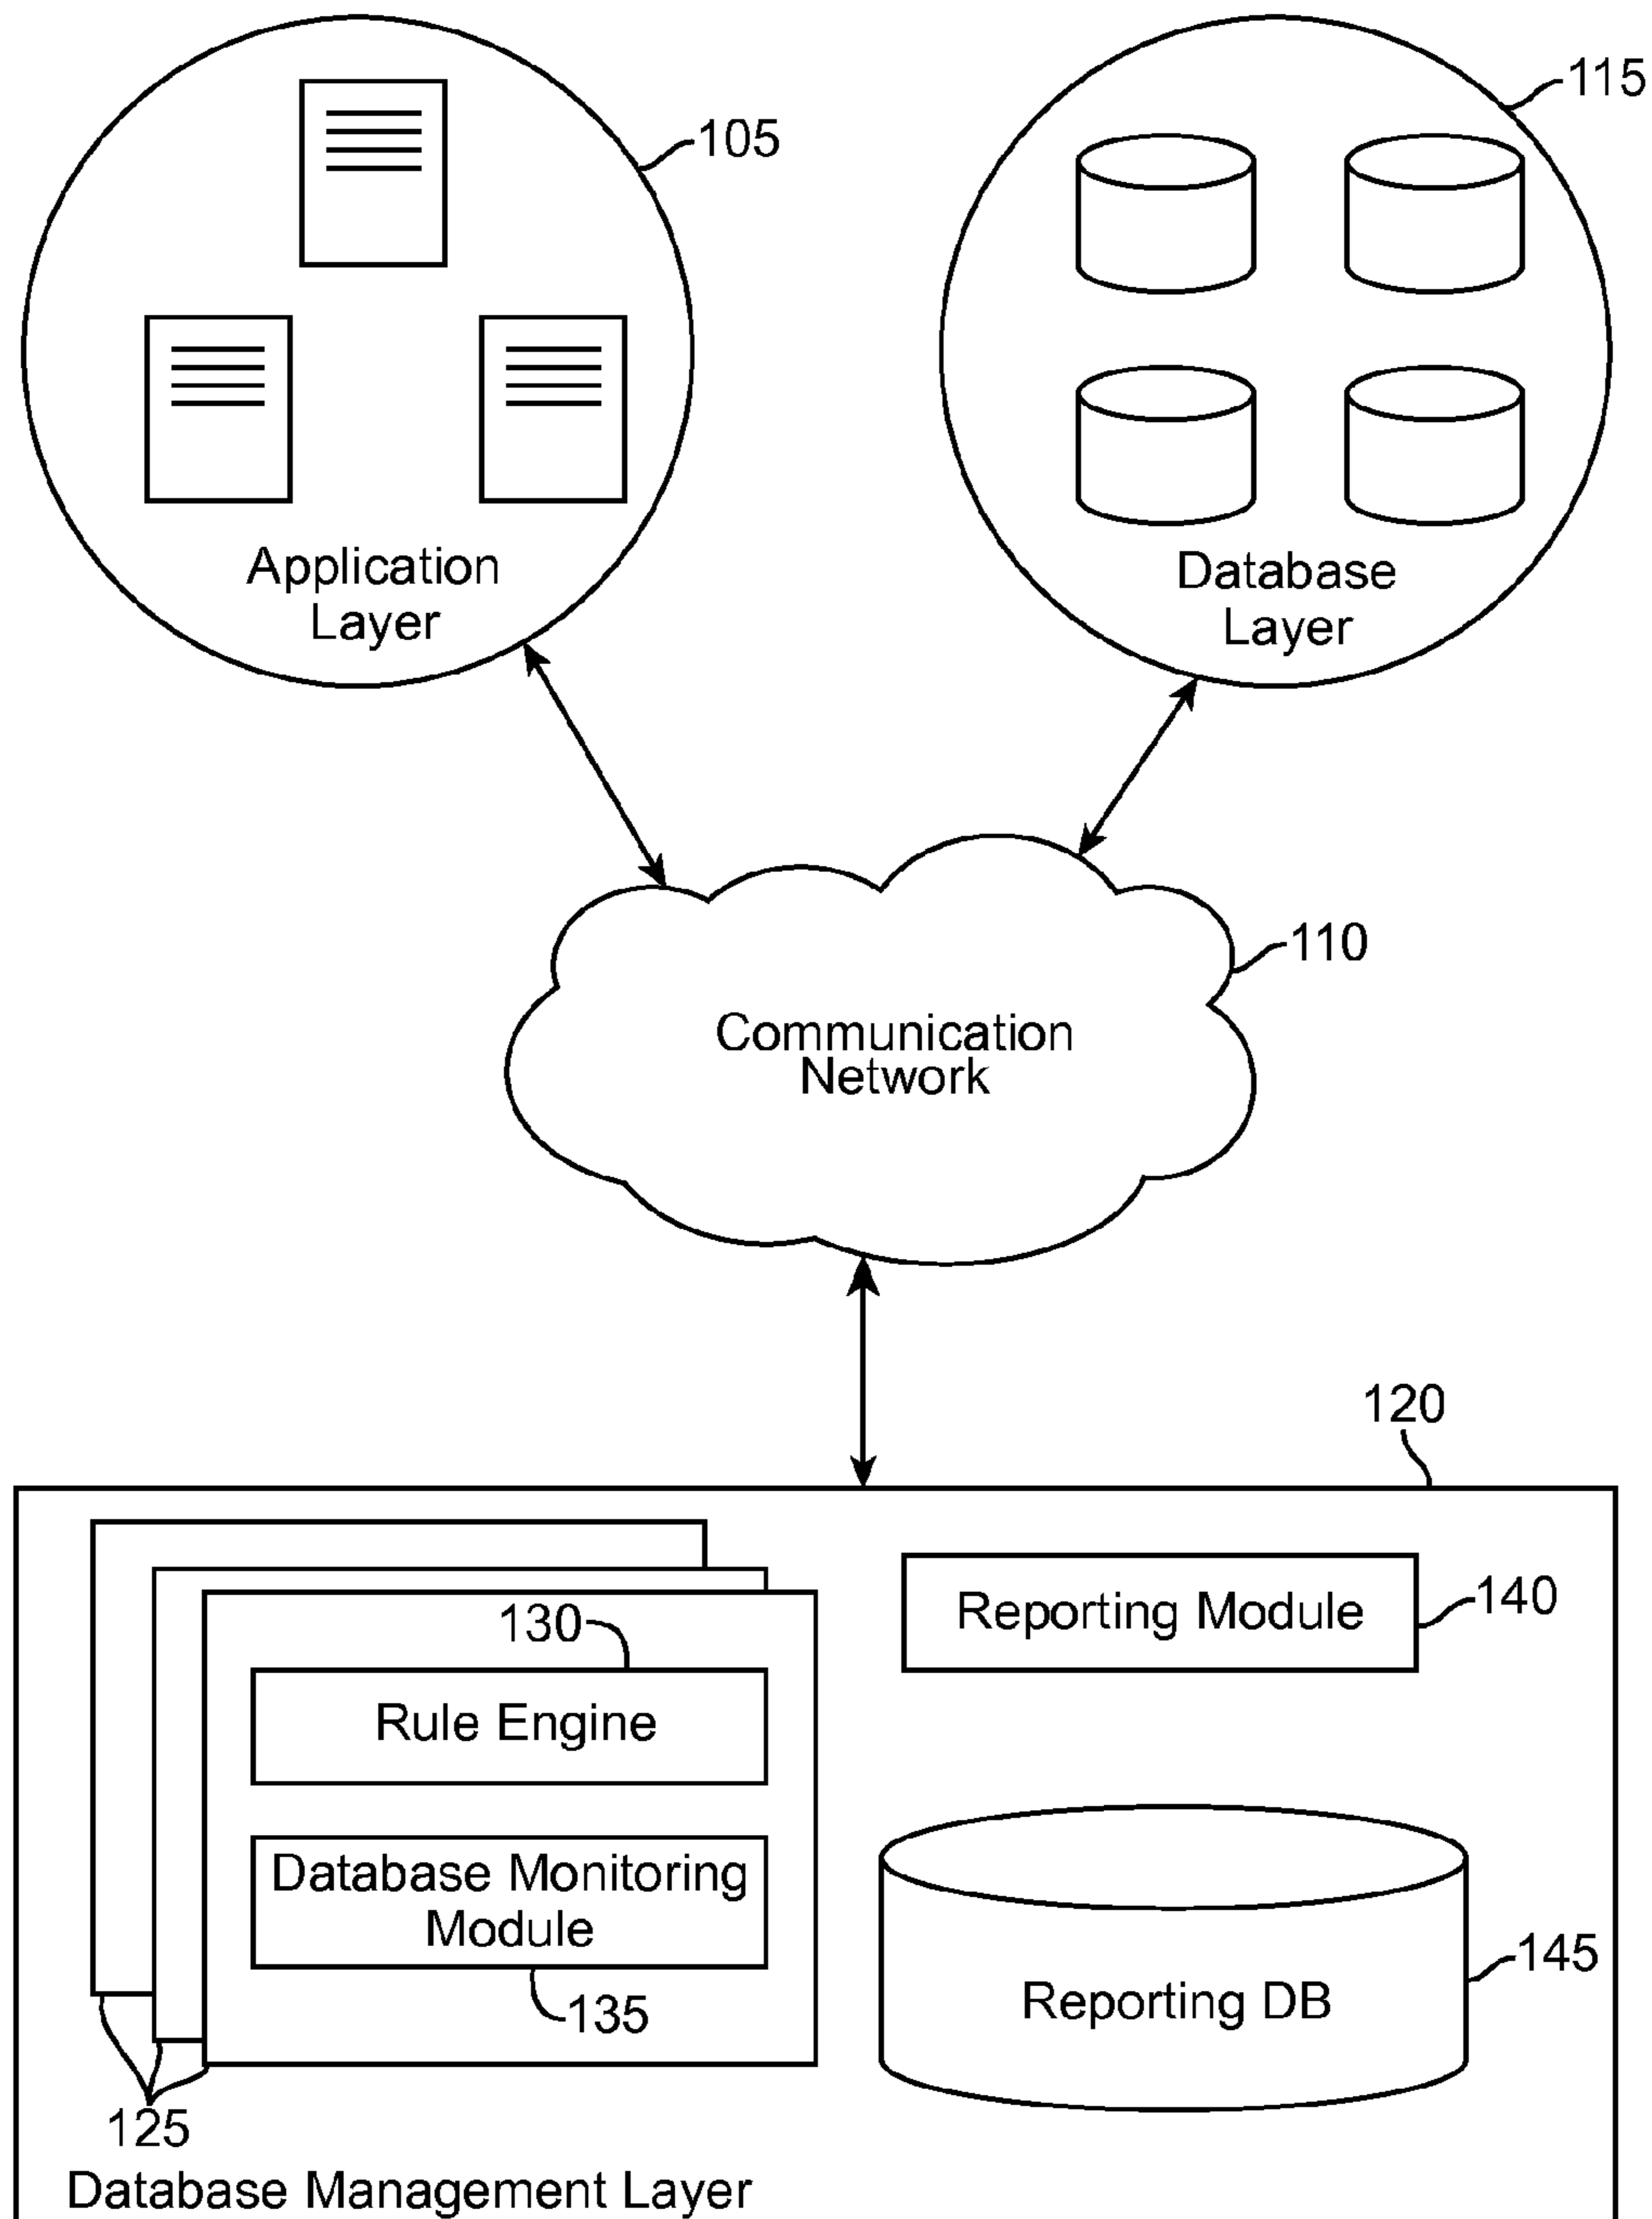 115
105
Application
Layer
Database
Layer
110
Communication
Network
120
130
Reporting Module
140
Rule Engine
Database Monitoring
Module
145
Reporting DB
135
125
Database Management Layer